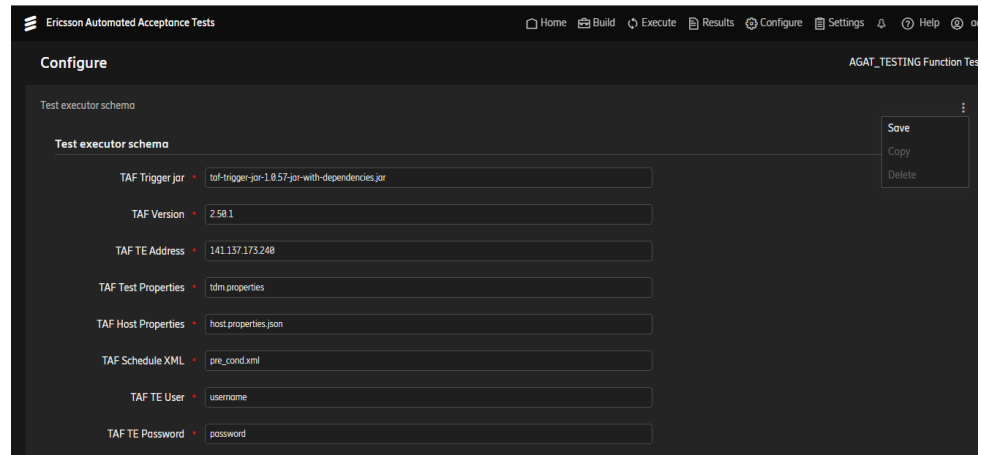 Ericsson Automated Acceptance Tests
Home Build Execute Results Configure Settings Help
Configure
AGAT_TESTING Function Tes
Test executor schema
Save
Copy
Delete
Test executor schema
TAF Trigger jar * taf-trigger-jar-1.0.57-jar-with-dependencies.jar
TAF Version * 2.50.1
TAF TE Address * 141.137.173.240
TAF Test Properties * tdm.properties
TAF Host Properties * host.properties.json
TAF Schedule XML * pre_cond.xml
TAF TE User * username
TAF TE Password * password